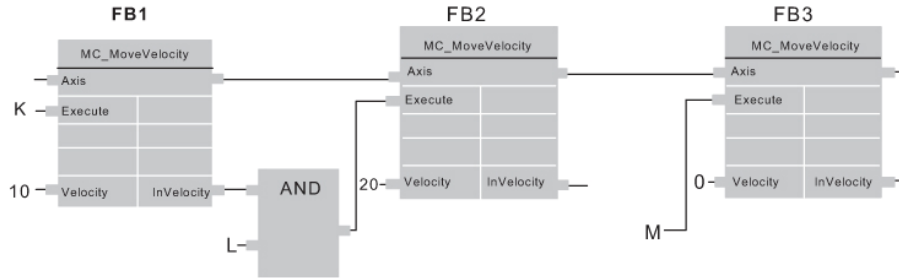 FB1
MC_MoveVelocity
Axis
K
Execute
10
Velocity InVelocity
AND
L
FB2
MC_MoveVelocity
Axis
Execute
20
Velocity InVelocity
FB3
MC_MoveVelocity
Axis
Execute
0
Velocity InVelocity
M